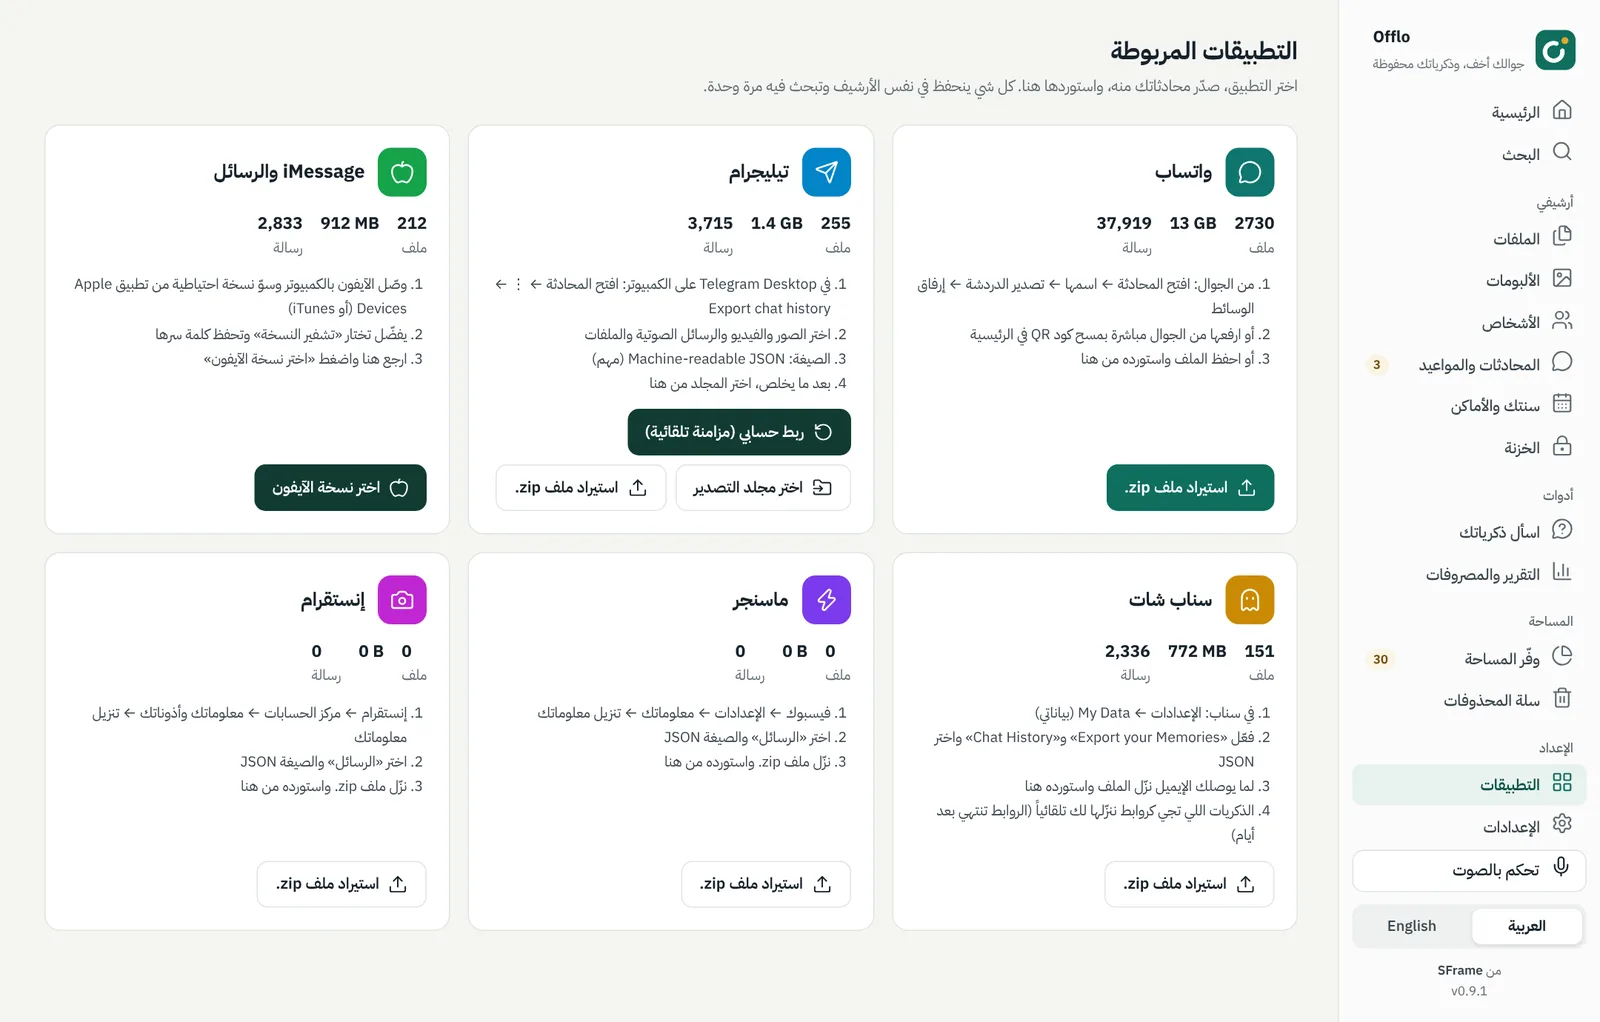 Offlo
جوالك أخف، وذكرياتك محفوظة
الرئيسية
البحث
أرشيفي
الملفات
الألبومات
الأشخاص
المحادثات والمواعيد 3
سنتك والأماكن
الخزنة
أدوات
اسأل ذكرياتك
التقرير والمصروفات
المساحة
وفّر المساحة 30
سلة المحذوفات
الإعداد
التطبيقات
الإعدادات
تحكم بالصوت
العربية English
من SFrame
v0.9.1
التطبيقات المربوطة
اختر التطبيق، صدّر محادثاتك منه، واستوردها هنا. كل شي ينحفظ في نفس الأرشيف وتبحث فيه مرة وحدة.
واتساب
2730 13 GB 37,919
ملف رسالة
1. من الجوال: افتح المحادثة ← اسمها ← تصدير الدردشة ← إرفاق
الوسائط
2. أو ارفعها من الجوال مباشرة بمسح كود QR في الرئيسية
3. أو احفظ الملف واستورده من هنا
استيراد ملف zip.
تيليجرام
255 1.4 GB 3,715
ملف رسالة
1. في Telegram Desktop على الكمبيوتر: افتح المحادثة ← ⋮ ←
Export chat history
2. اختر الصور والفيديو والرسائل الصوتية والملفات
3. الصيغة: Machine-readable JSON (مهم)
4. بعد ما يخلص، اختر المجلد من هنا
ربط حسابي (مزامنة تلقائية)
اختر مجلد التصدير
استيراد ملف zip.
iMessage والرسائل
212 912 MB 2,833
ملف رسالة
1. وصّل الآيفون بالكمبيوتر وسوّ نسخة احتياطية من تطبيق Apple
Devices (أو iTunes)
2. يفضّل تختار «تشفير النسخة» وتحفظ كلمة سرها
3. ارجع هنا واضغط «اختر نسخة الآيفون»
اختر نسخة الآيفون
سناب شات
151 772 MB 2,336
ملف رسالة
1. في سناب: الإعدادات ← My Data (بياناتي)
2. فعّل «Export your Memories» و«Chat History» واختر
JSON
3. لما يوصلك الإيميل نزّل الملف واستورده هنا
4. الذكريات اللي تجي كروابط ننزّلها لك تلقائياً (الروابط تنتهي بعد
أيام)
استيراد ملف zip.
ماسنجر
0 0 B 0
ملف رسالة
1. فيسبوك ← الإعدادات ← معلوماتك ← تنزيل معلوماتك
2. اختر «الرسائل» والصيغة JSON
3. نزّل ملف zip. واستورده من هنا
استيراد ملف zip.
إنستقرام
0 0 B 0
ملف رسالة
1. إنستقرام ← مركز الحسابات ← معلوماتك وأذوناتك ← تنزيل
معلوماتك
2. اختر «الرسائل» والصيغة JSON
3. نزّل ملف zip. واستورده من هنا
استيراد ملف zip.